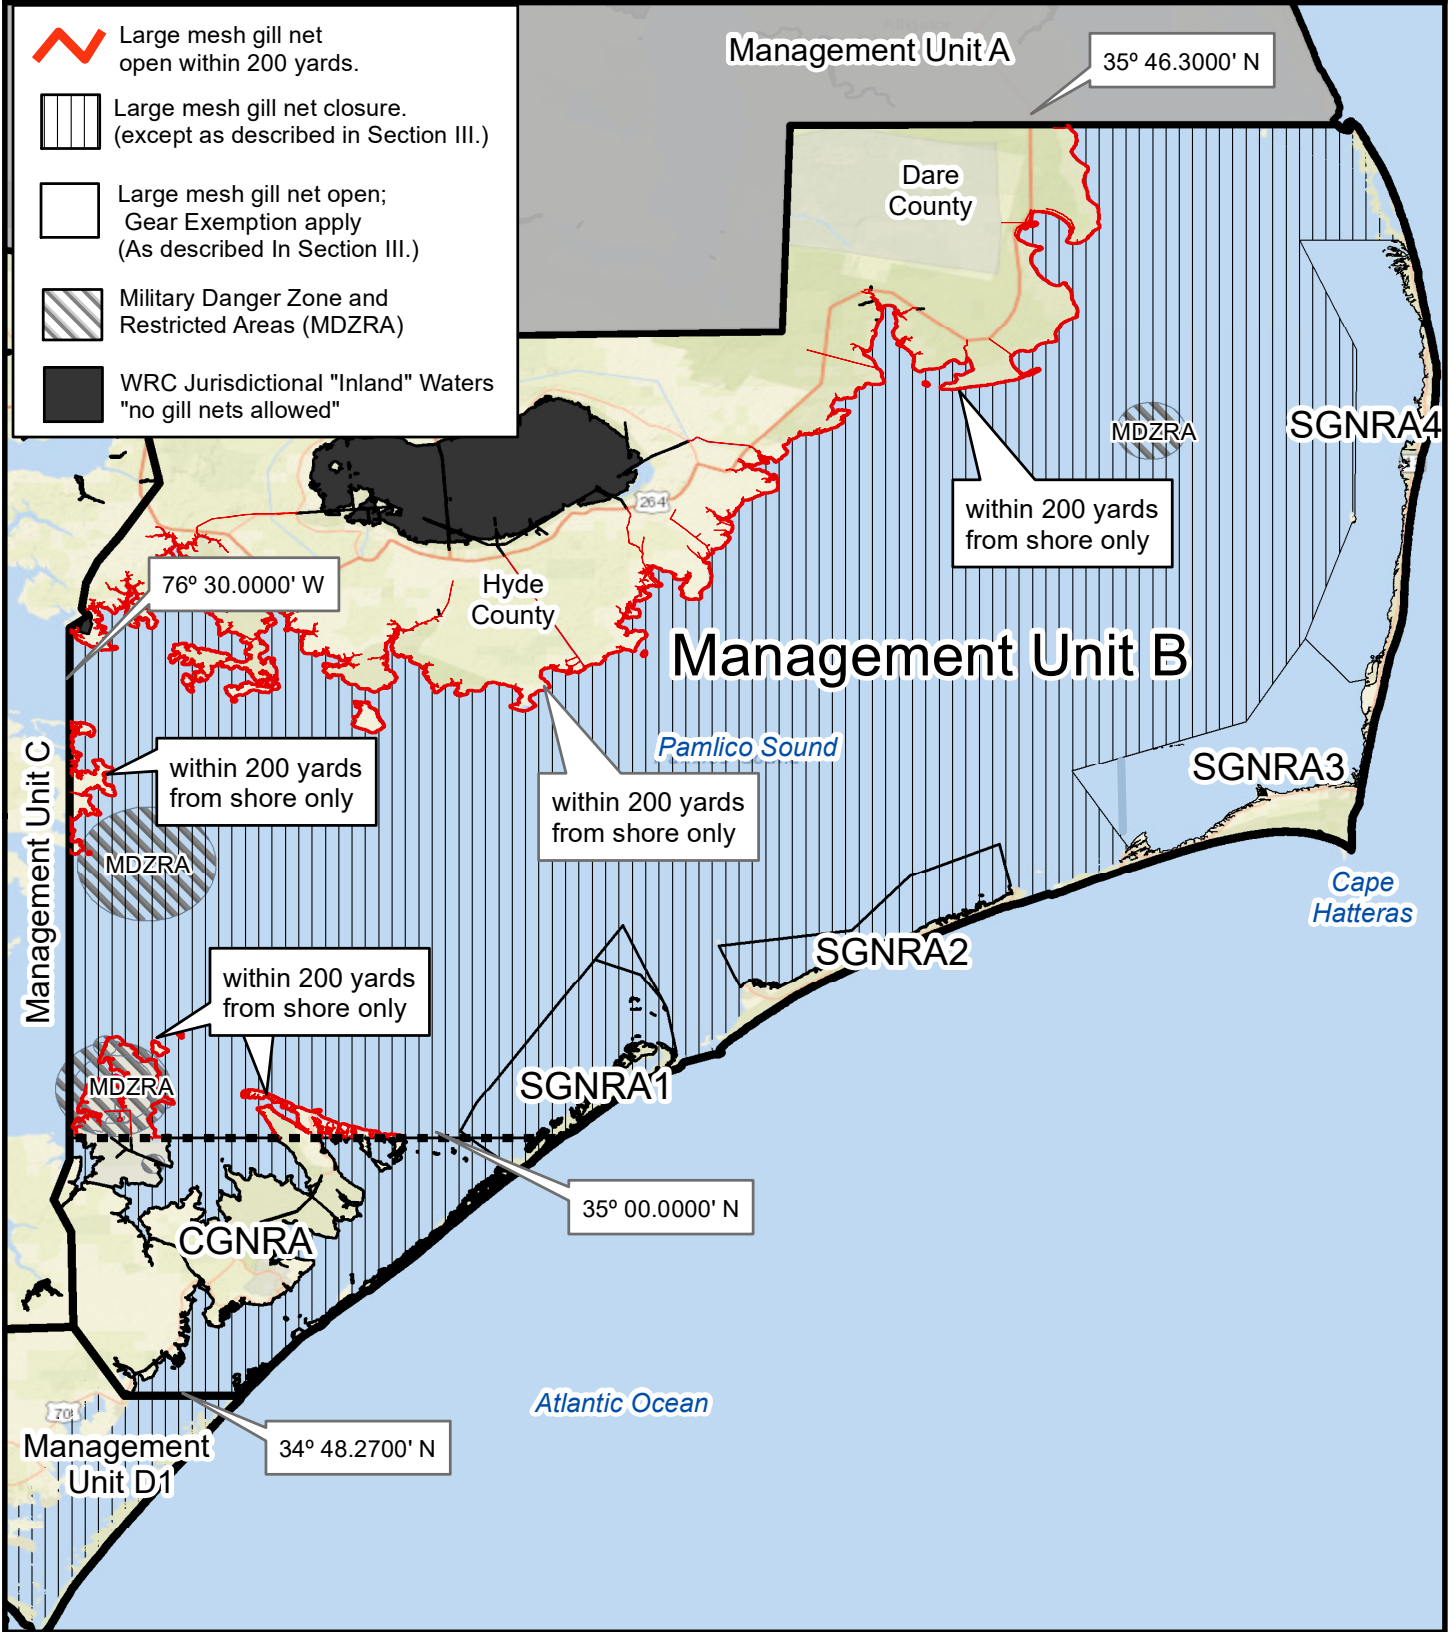 Large mesh gill net
open within 200 yards.
Large mesh gill net closure.
(except as described in Section III.)
Large mesh gill net open;
Gear Exemption apply
(As described In Section III.)
Military Danger Zone and
Restricted Areas (MDZRA)
WRC Jurisdictional "Inland" Waters
"no gill nets allowed"
Alligator
Management Unit A
35º 46.3000' N
Dare
County
SGNRA4
MDZRA
within 200 yards
from shore only
264
76º 30.0000' W
Hyde
County
Management Unit B
Pamlico Sound
Management Unit C
within 200 yards
from shore only
within 200 yards
from shore only
SGNRA3
MDZRA
Cape
Hatteras
SGNRA2
within 200 yards
from shore only
MDZRA
SGNRA1
35º 00.0000' N
CGNRA
Atlantic Ocean
70
34º 48.2700' N
Management
Unit D1